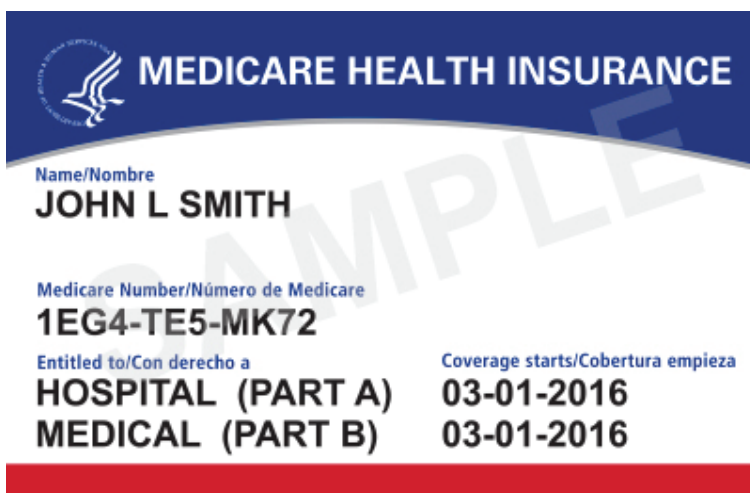 MEDICARE HEALTH INSURANCE
Name/Nombre
JOHN L SMITH
Medicare Number/Número de Medicare
1EG4-TE5-MK72
Entitled to/Con derecho a
Coverage starts/Cobertura empieza
HOSPITAL (PART A) 03-01-2016
MEDICAL (PART B) 03-01-2016
SAMPLE